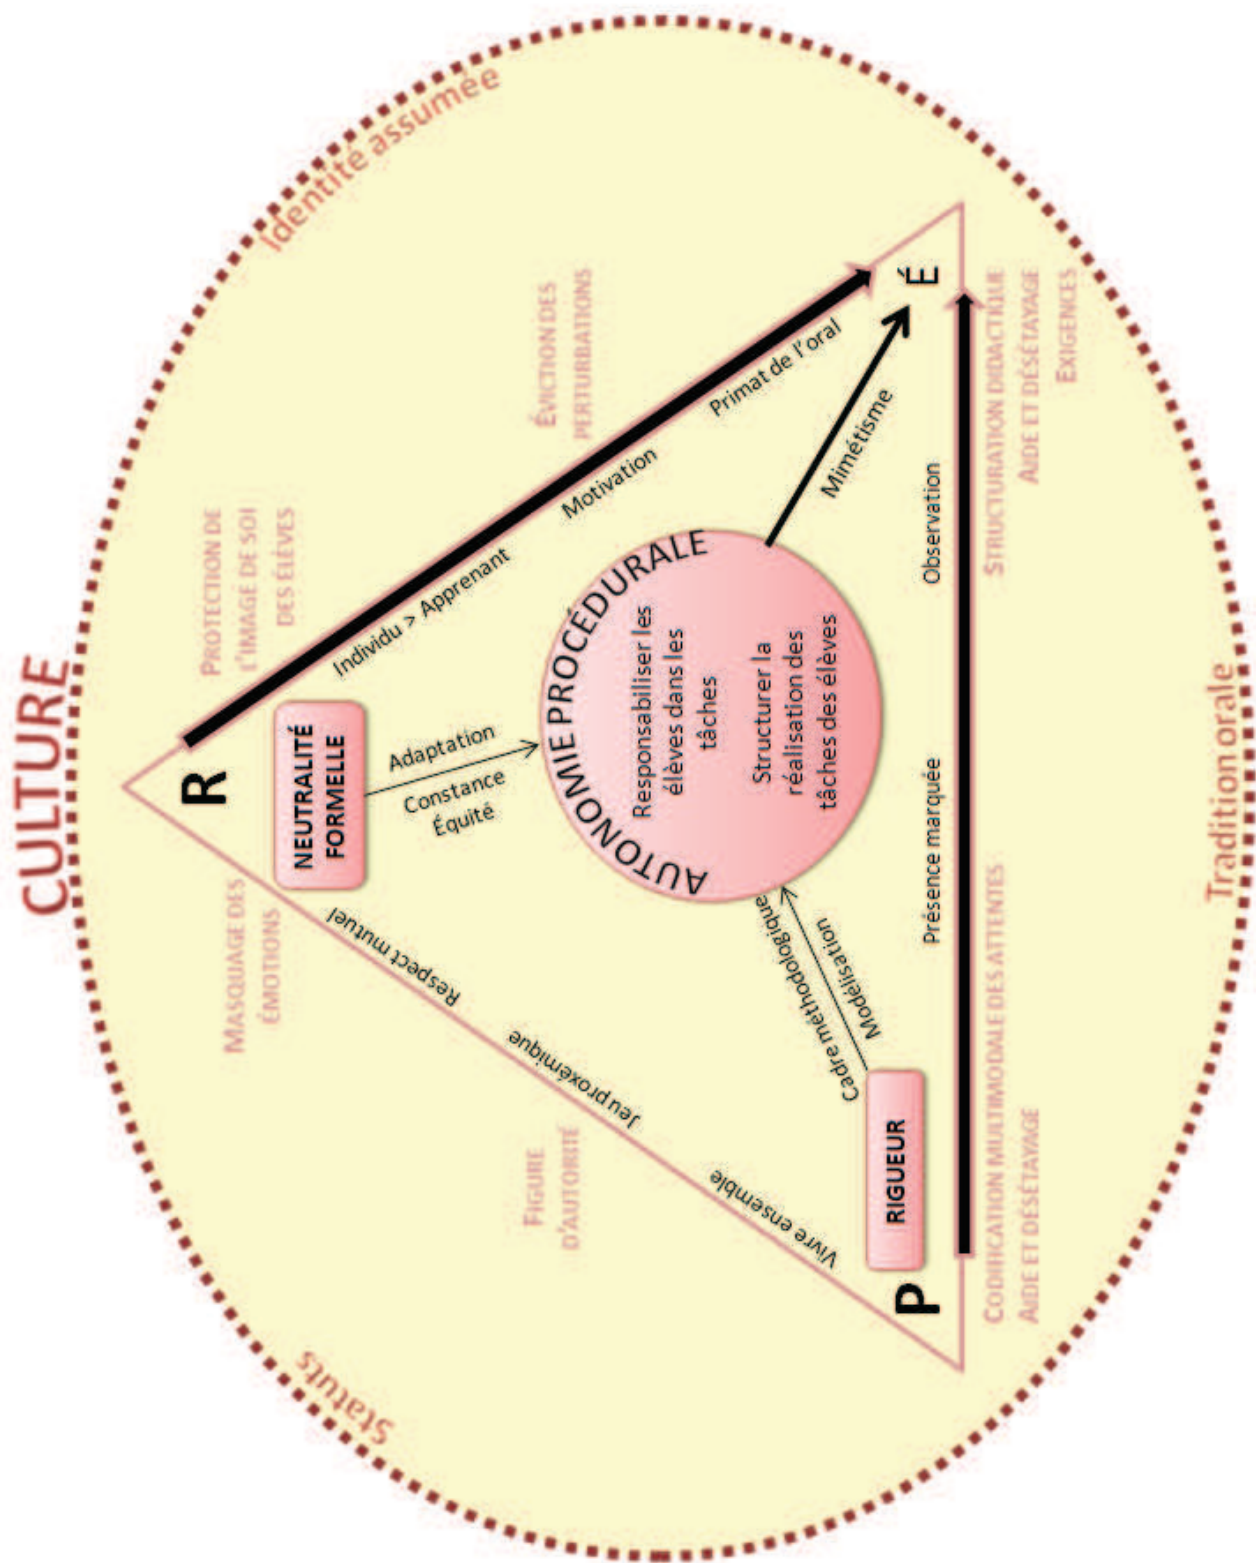 CULTURE
Statuts
Identité assumée
Tradition orale
R
NEUTRALITÉ
FORMELLE
MASQUAGE DES
ÉMOTIONS
PROTECTION DE
L'IMAGE DE SOI
DES ÉLÈVES
FIGURE
D'AUTORITÉ
ÉVICTION DES
PERTURBATIONS
Respect mutuel
Jeu proxémique
Vivre ensemble
Individu > Apprenant
Motivation
Primat de l'oral
Adaptation
Constance
Équité
AUTONOMIE PROCÉDURALE
Responsabiliser les
élèves dans les
tâches
Structurer la
réalisation des
tâches des élèves
Mimétisme
Cadre méthodologique
Modélisation
P
RIGUEUR
É
Présence marquée
Observation
CODIFICATION MULTIMODALE DES ATTENTES
AIDE ET DÉSÉTAYAGE
STRUCTURATION DIDACTIQUE
AIDE ET DÉSÉTAYAGE
EXIGENCES